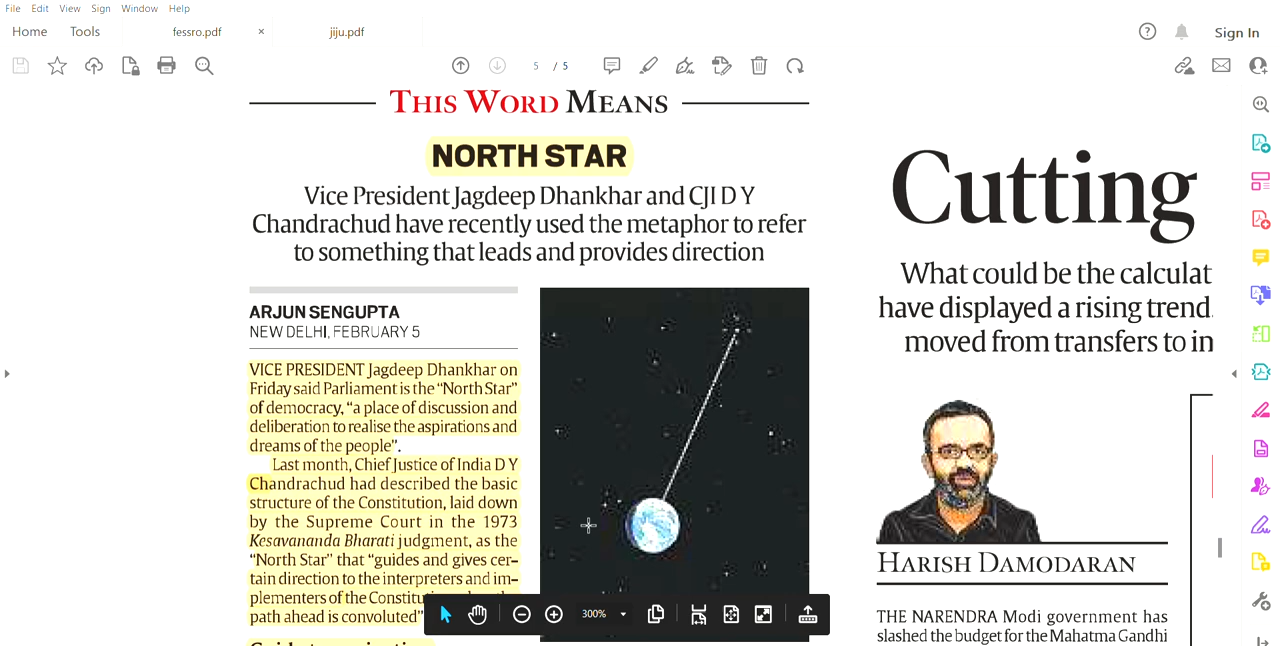 File Edit View Sign Window Help
Home Tools fessro.pdf × jiju.pdf ? Sign In
5 / 5
THIS WORD MEANS
NORTH STAR
Vice President Jagdeep Dhankhar and CJI D Y
Chandrachud have recently used the metaphor to refer
to something that leads and provides direction
ARJUN SENGUPTA
NEW DELHI, FEBRUARY 5
VICE PRESIDENT Jagdeep Dhankhar on
Friday said Parliament is the “North Star”
of democracy, “a place of discussion and
deliberation to realise the aspirations and
dreams of the people”.
Last month, Chief Justice of India D Y
Chandrachud had described the basic
structure of the Constitution, laid down
by the Supreme Court in the 1973
Kesavananda Bharati judgment, as the
“North Star” that “guides and gives cer-
tain direction to the interpreters and im-
plementers of the
path ahead is convoluted”
300%
Cutting
What could be the
have displayed a rising trend.
moved from transfers to
HARISH DAMODARAN
THE NARENDRA Modi government has
slashed the budget for the Mahatma Gandhi